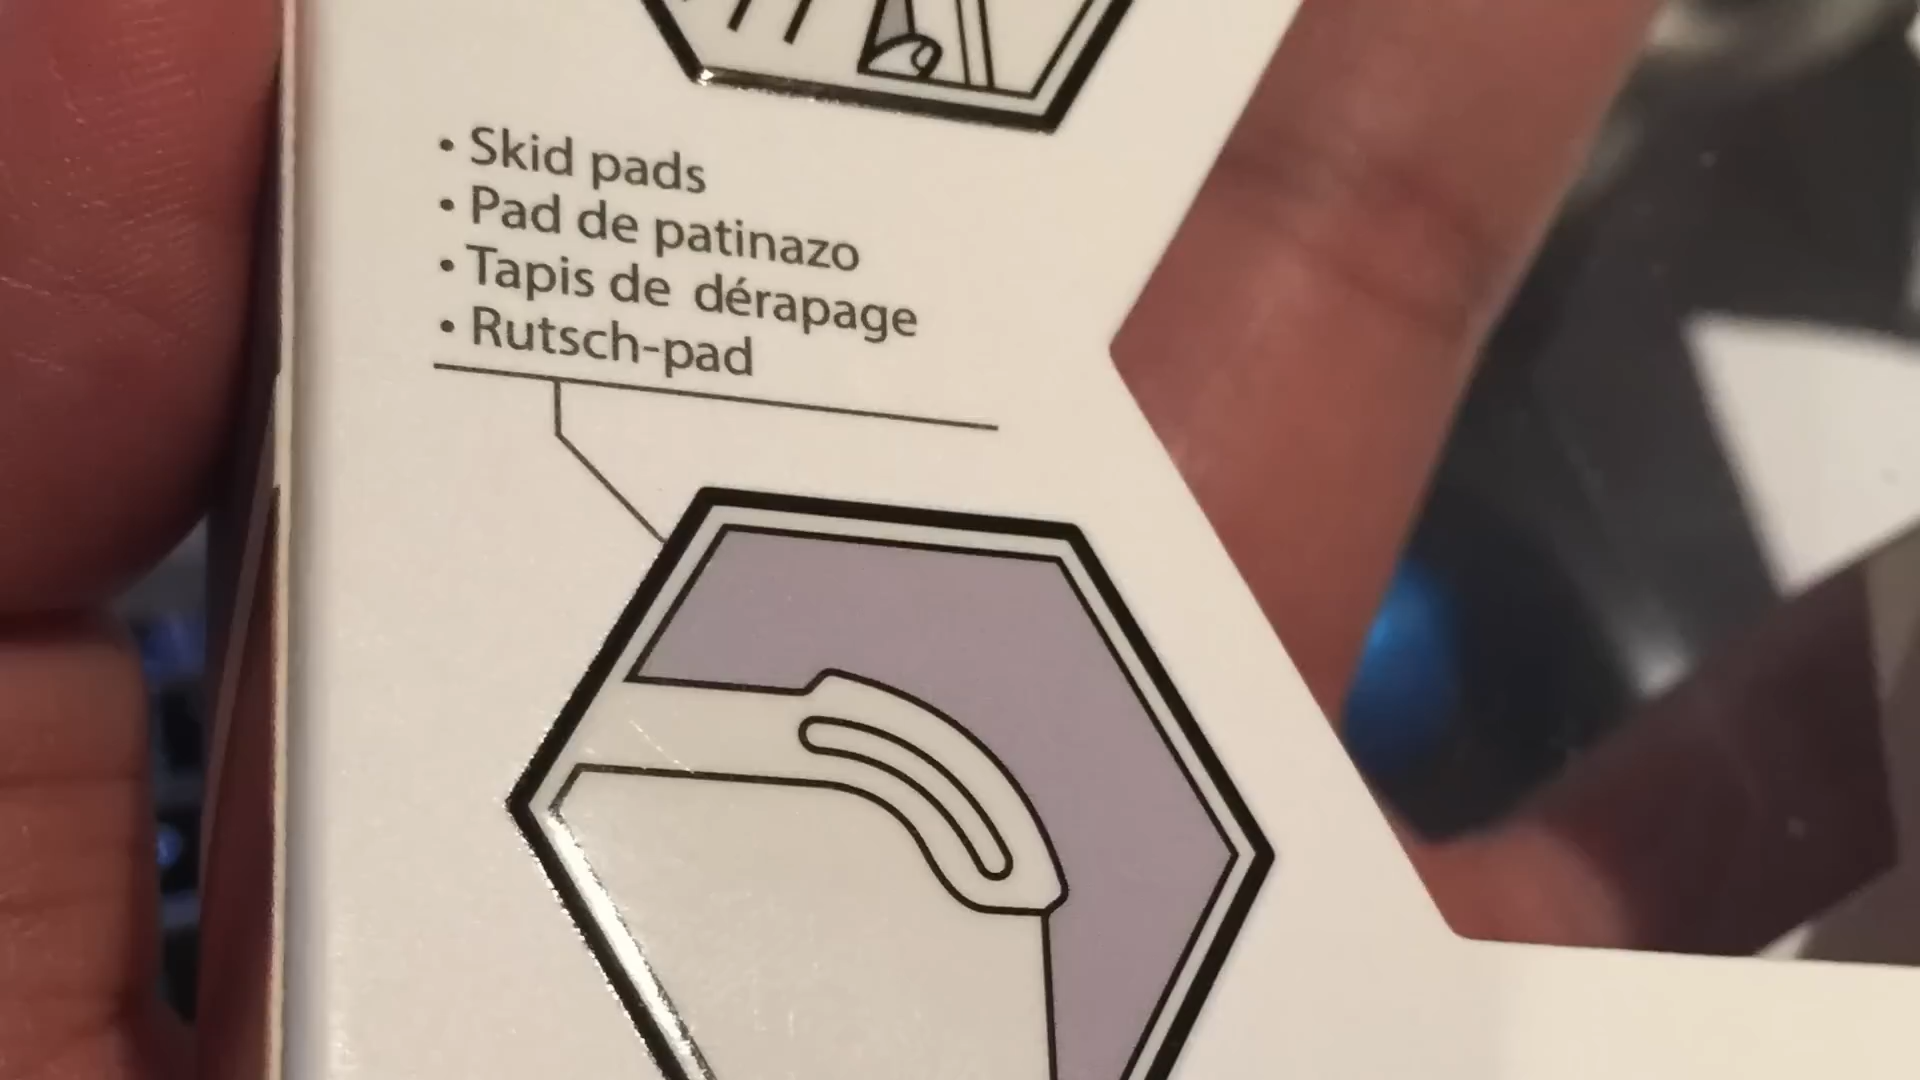 • Skid pads
• Pad de patinazo
• Tapis de dérapage
• Rutsch-pad